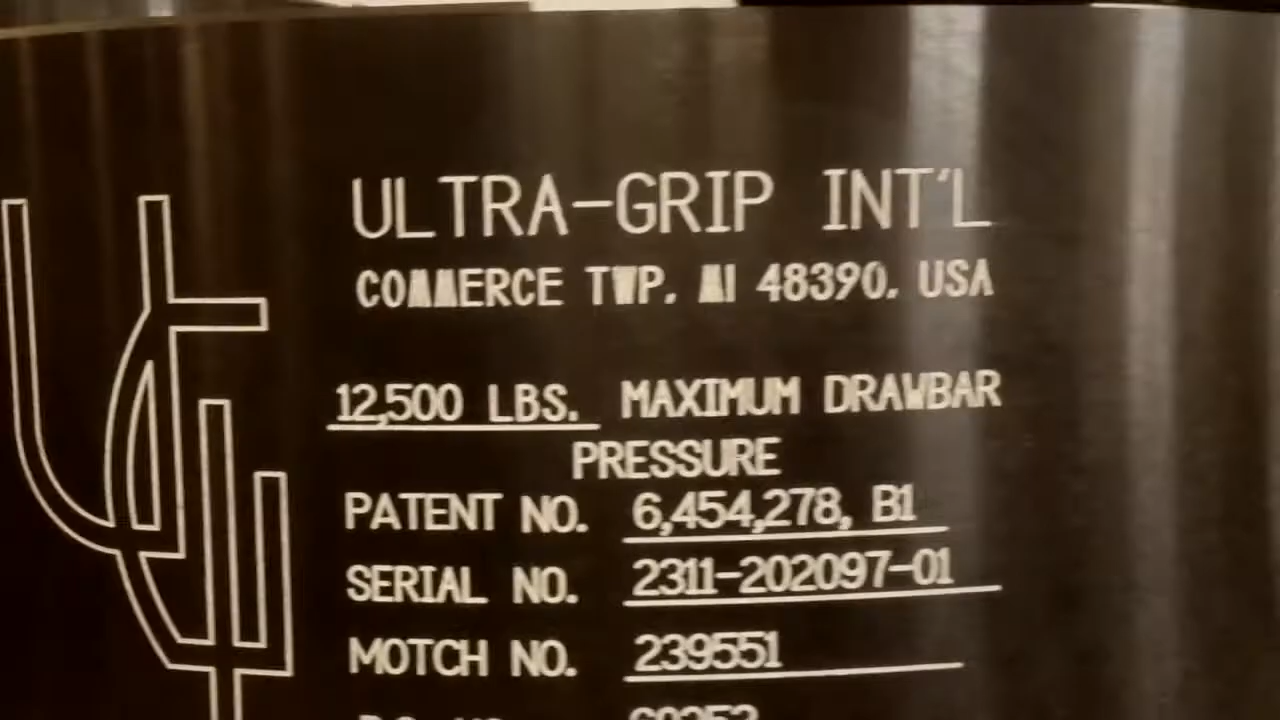 ULTRA-GRIP INT'L
COMMERCE TWP. MI 48390. USA
12,500 LBS. MAXIMUM DRAWBAR
PRESSURE
PATENT NO. 6,454,278, B1
SERIAL NO. 2311-202097-01
MOTCH NO. 239551